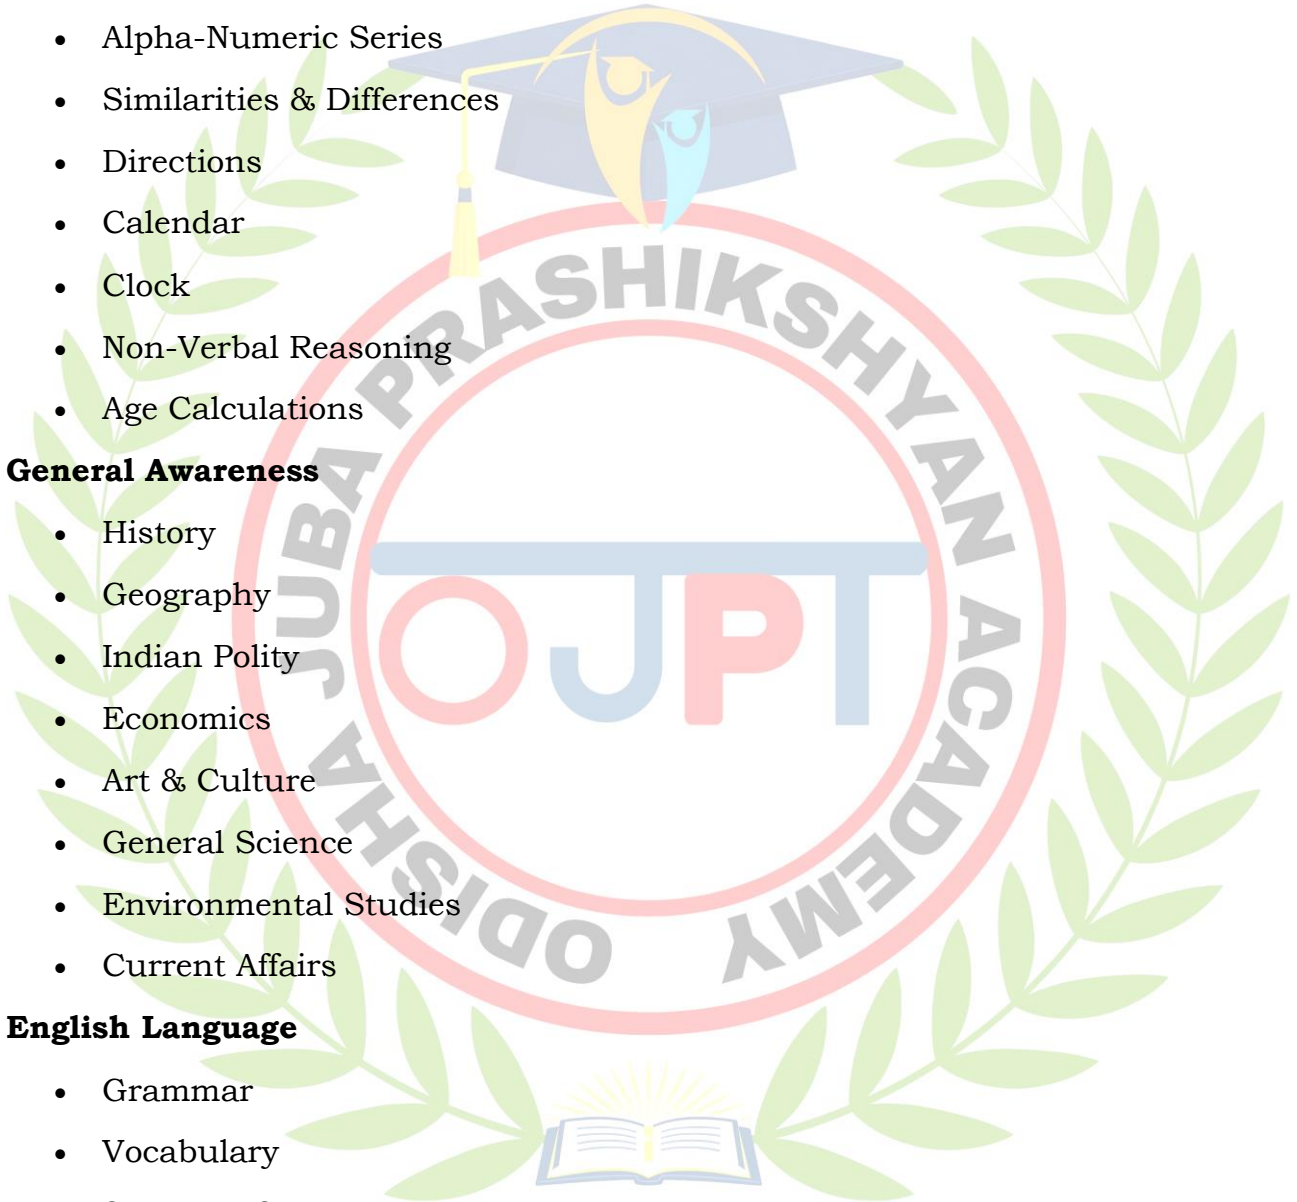 • Alpha-Numeric Series
• Similarities & Differences
• Directions
• Calendar
• Clock
• Non-Verbal Reasoning
• Age Calculations
General Awareness
• History
• Geography
• Indian Polity
• Economics
• Art & Culture
• General Science
• Environmental Studies
• Current Affairs
English Language
• Grammar
• Vocabulary
ODISHA JUBA PRASHIKSHYAN ACADEMY
OJPT